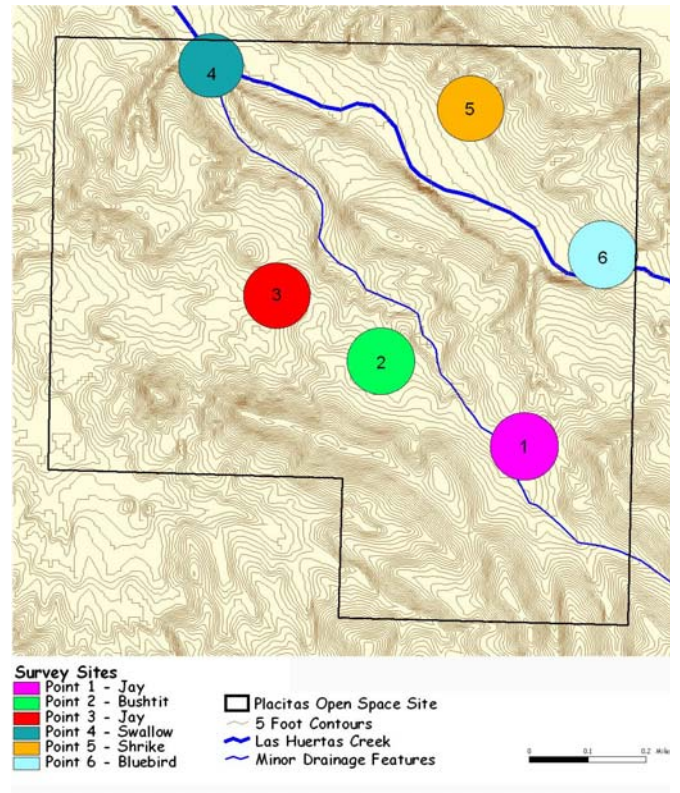 4
5
6
3
2
1
Survey Sites
Point 1 - Jay
Point 2 - Bushtit
Point 3 - Jay
Point 4 - Swallow
Point 5 - Shrike
Point 6 - Bluebird
Placitas Open Space Site
5 Foot Contours
Las Huertas Creek
Minor Drainage Features
0 0.1 0.2 Miles